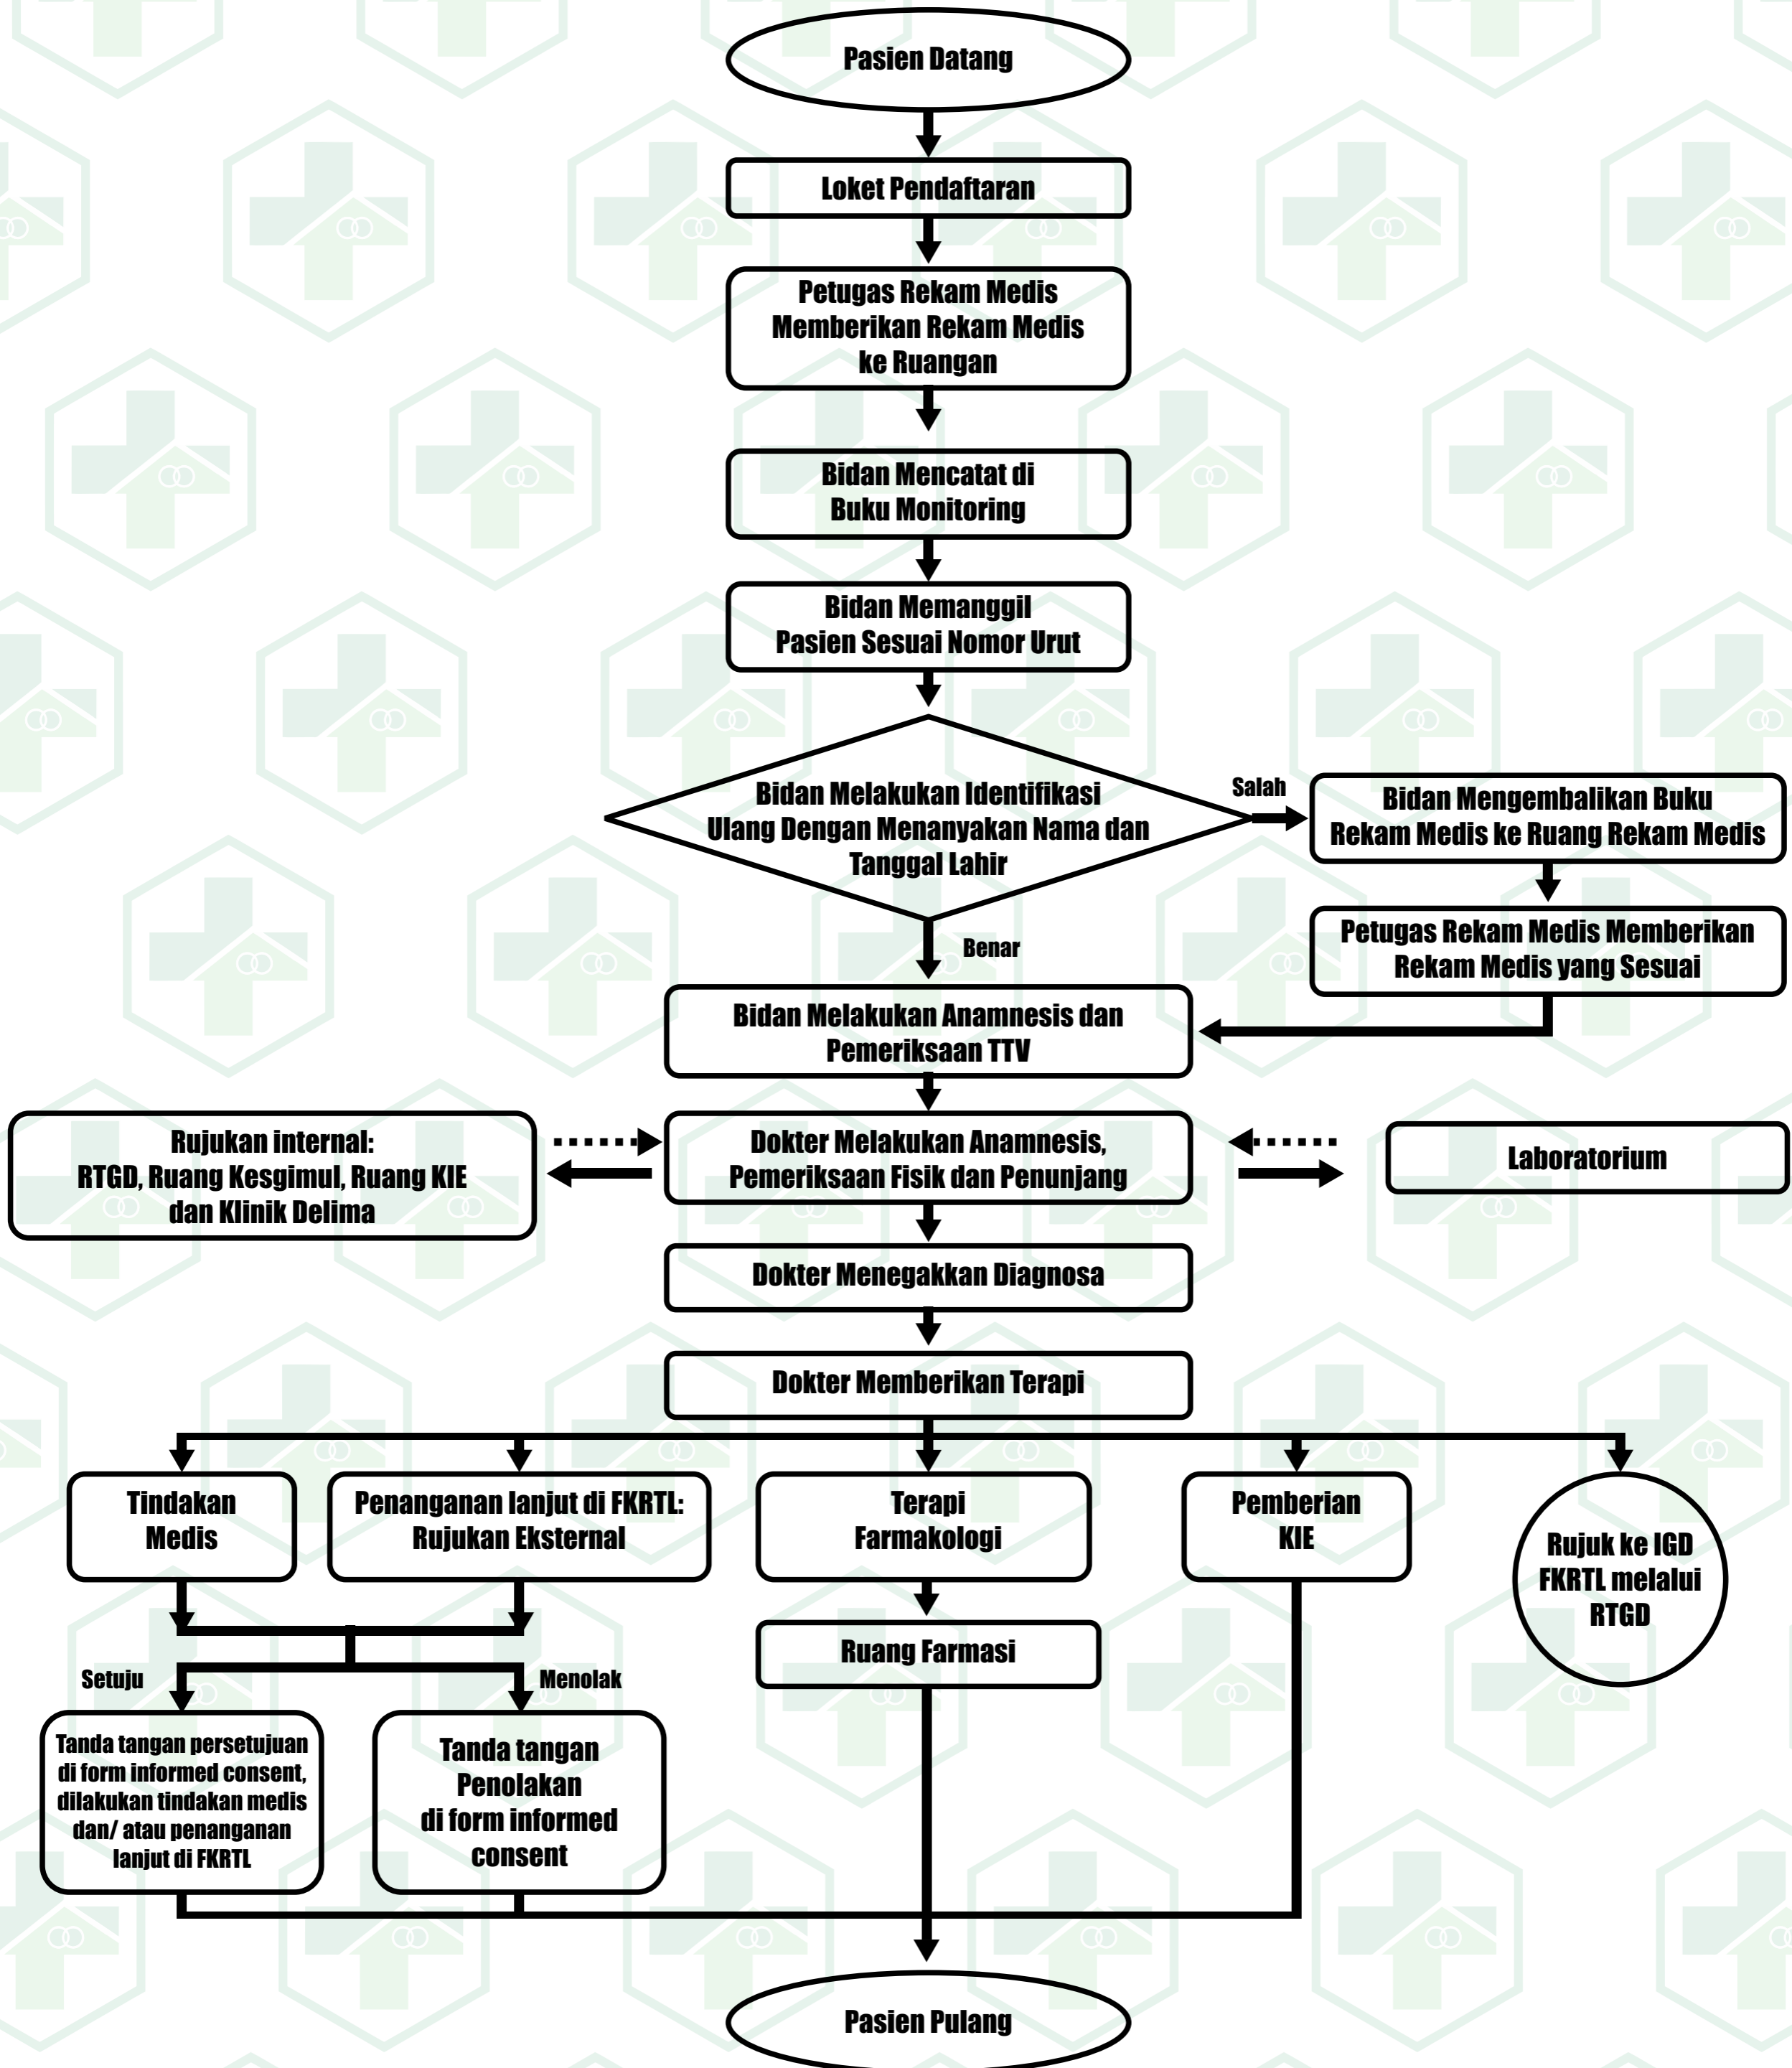 Pasien Datang
Loket Pendaftaran
Petugas Rekam Medis
Memberikan Rekam Medis
ke Ruangan
Bidan Mencatat di
Buku Monitoring
Bidan Memanggil
Pasien Sesuai Nomor Urut
Bidan Melakukan Identifikasi
Ulang Dengan Menanyakan Nama dan
Tanggal Lahir
Salah
Bidan Mengembalikan Buku
Rekam Medis ke Ruang Rekam Medis
Petugas Rekam Medis Memberikan
Rekam Medis yang Sesuai
Benar
Bidan Melakukan Anamnesis dan
Pemeriksaan TTV
Rujukan internal:
RTGD, Ruang Kesgimul, Ruang KIE
dan Klinik Delima
Dokter Melakukan Anamnesis,
Pemeriksaan Fisik dan Penunjang
Laboratorium
Dokter Menegakkan Diagnosa
Dokter Memberikan Terapi
Tindakan
Medis
Penanganan lanjut di FKRTL:
Rujukan Eksternal
Terapi
Farmakologi
Pemberian
KIE
Rujuk ke IGD
FKRTL melalui
RTGD
Ruang Farmasi
Setuju
Menolak
Tanda tangan persetujuan
di form informed consent,
dilakukan tindakan medis
dan/ atau penanganan
lanjut di FKRTL
Tanda tangan
Penolakan
di form informed
consent
Pasien Pulang